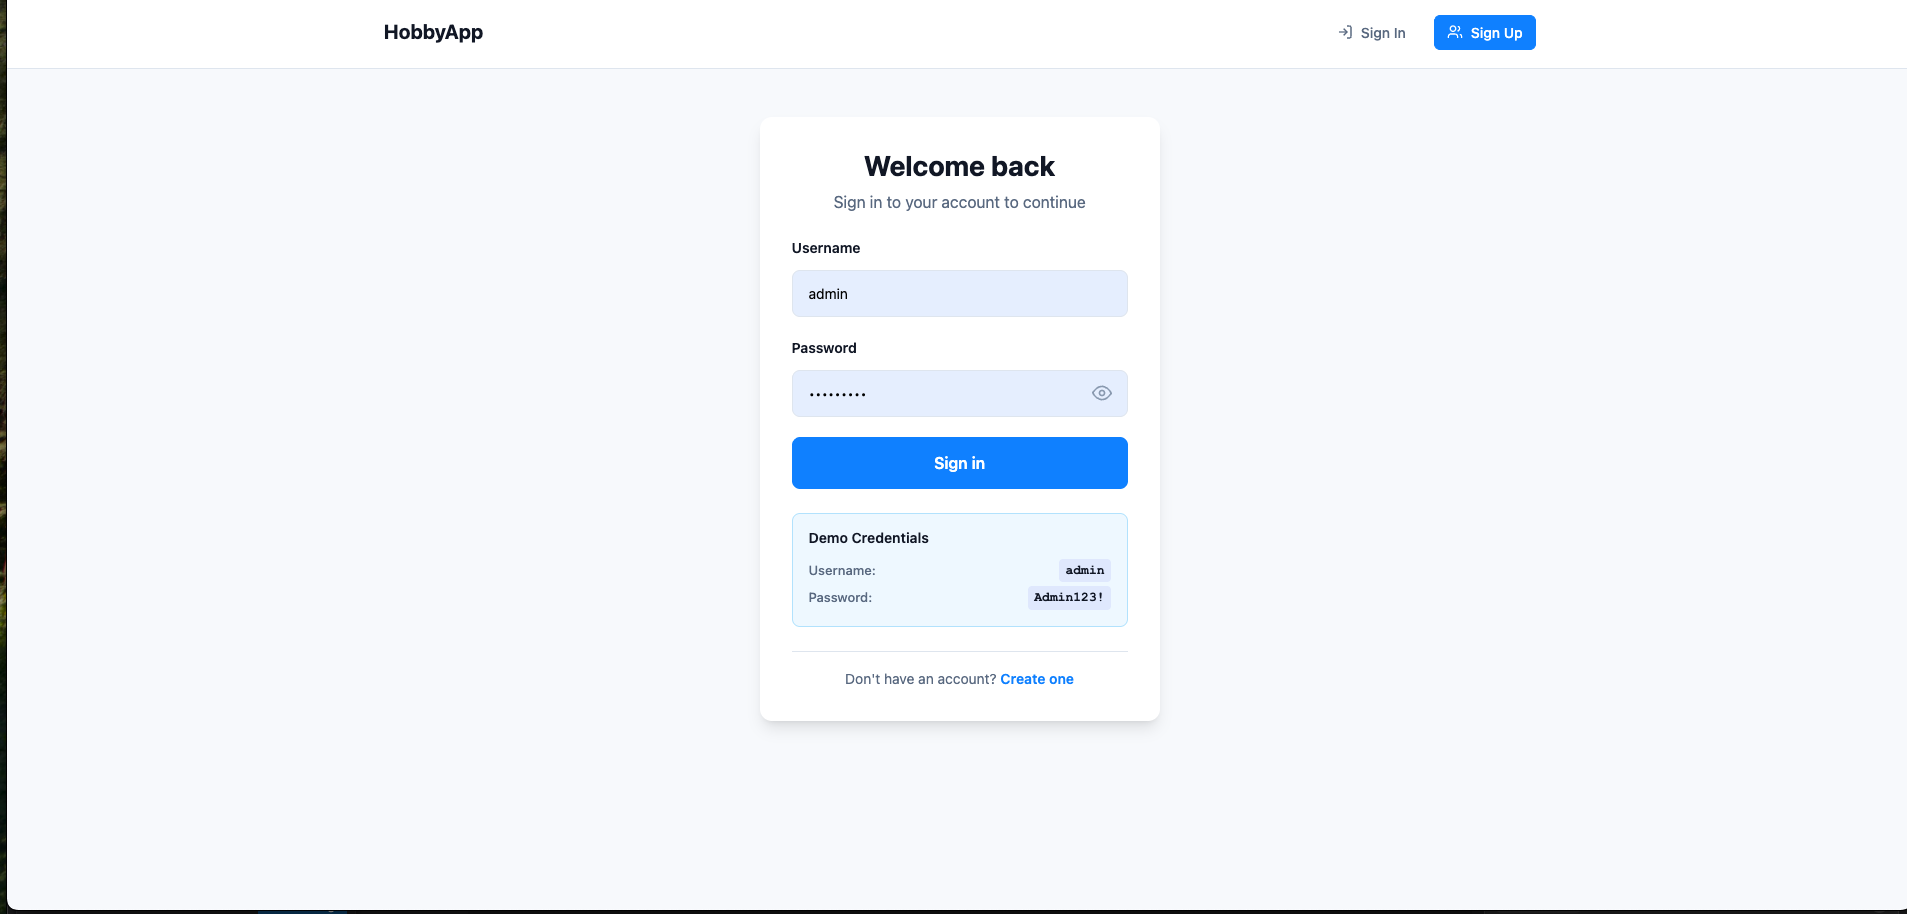 HobbyApp
Sign In
Sign Up
Welcome back
Sign in to your account to continue
Username
admin
Password
•••••••••
Sign in
Demo Credentials
Username: admin
Password: Admin123!
Don't have an account? Create one